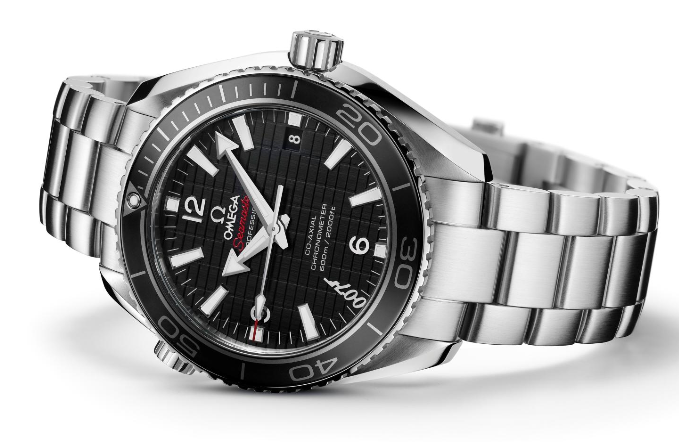 20
8
12
Ω
OMEGA
Seamaster
PROFESSIONAL
CO-AXIAL
CHRONOMETER
600m / 2000ft
6
30
007
50
40